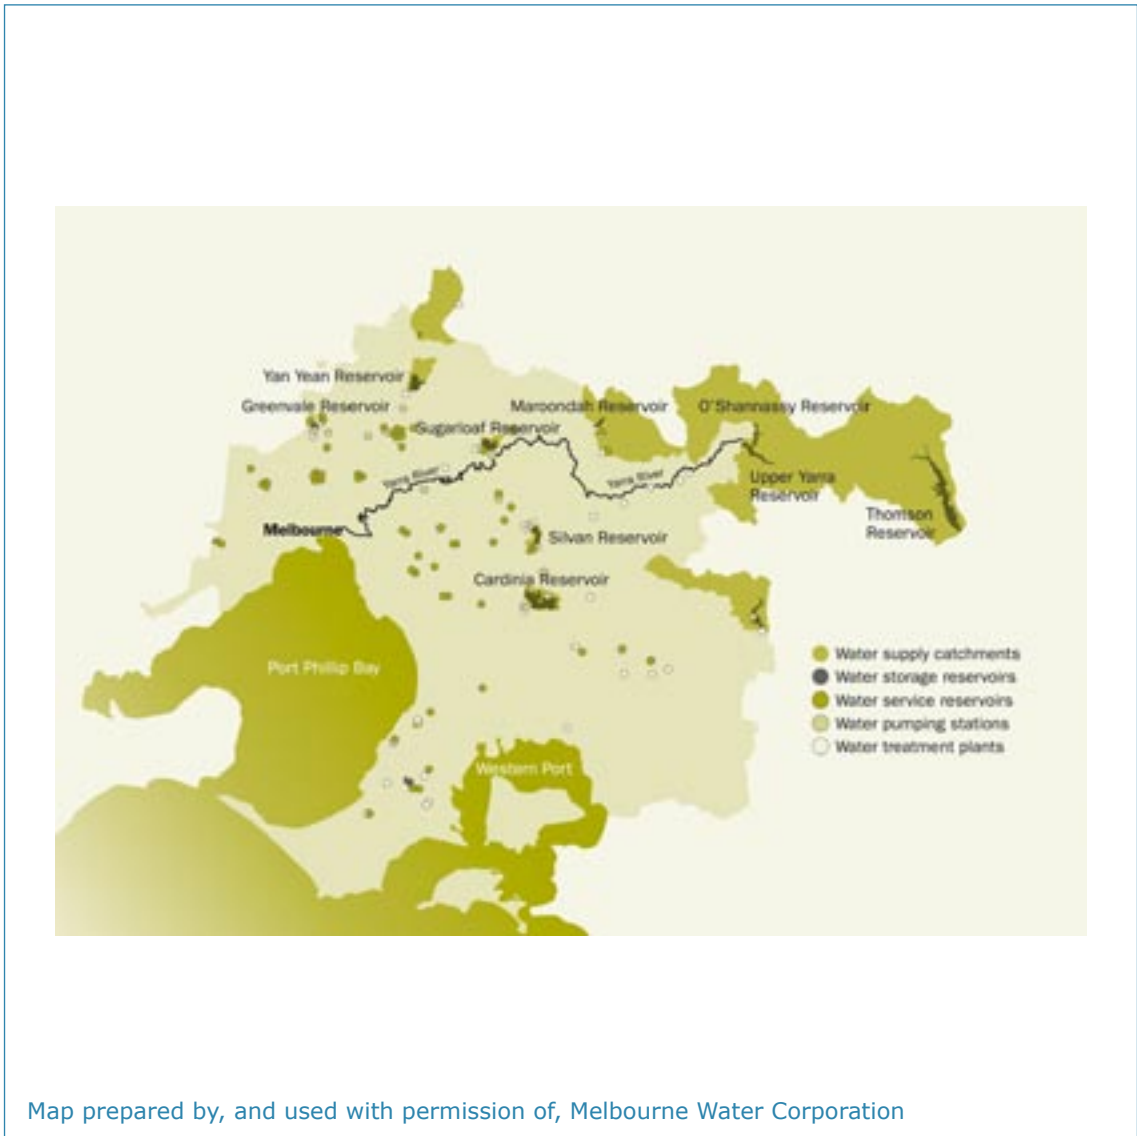 Yan Yean Reservoir
Greenvale Reservoir
Maroondah Reservoir
O'Shannassy Reservoir
Sugarloaf Reservoir
Yarra River
Yarra River
Upper Yarra
Reservoir
Thomson
Reservoir
Melbourne
Silvan Reservoir
Cardinia Reservoir
Port Phillip Bay
Western Port
Water supply catchments
Water storage reservoirs
Water service reservoirs
Water pumping stations
Water treatment plants
Map prepared by, and used with permission of, Melbourne Water Corporation